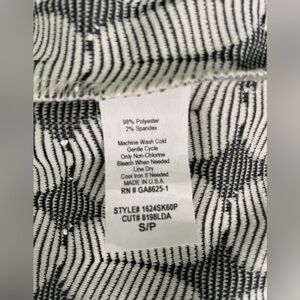 98% Polyester
2% Spandex
Machine Wash Cold
Gentle Cycle
Only Non-Chlorine
Bleach When Needed
Line Dry
Cool Iron If Needed
MADE IN U.S.A.
RN # GA8625-1
STYLE# 1624SK60P
CUT# 8198LDA
S/P